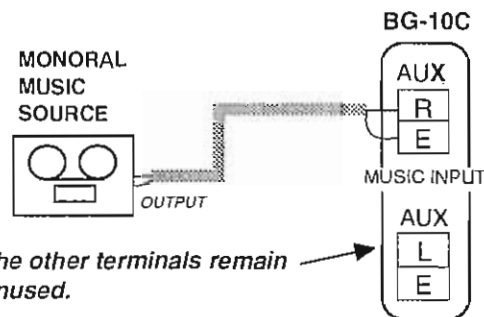 BG-10C
MONORAL
MUSIC
SOURCE
AUX
R
E
MUSIC INPUT
OUTPUT
AUX
L
E
he other terminals remain
nused.